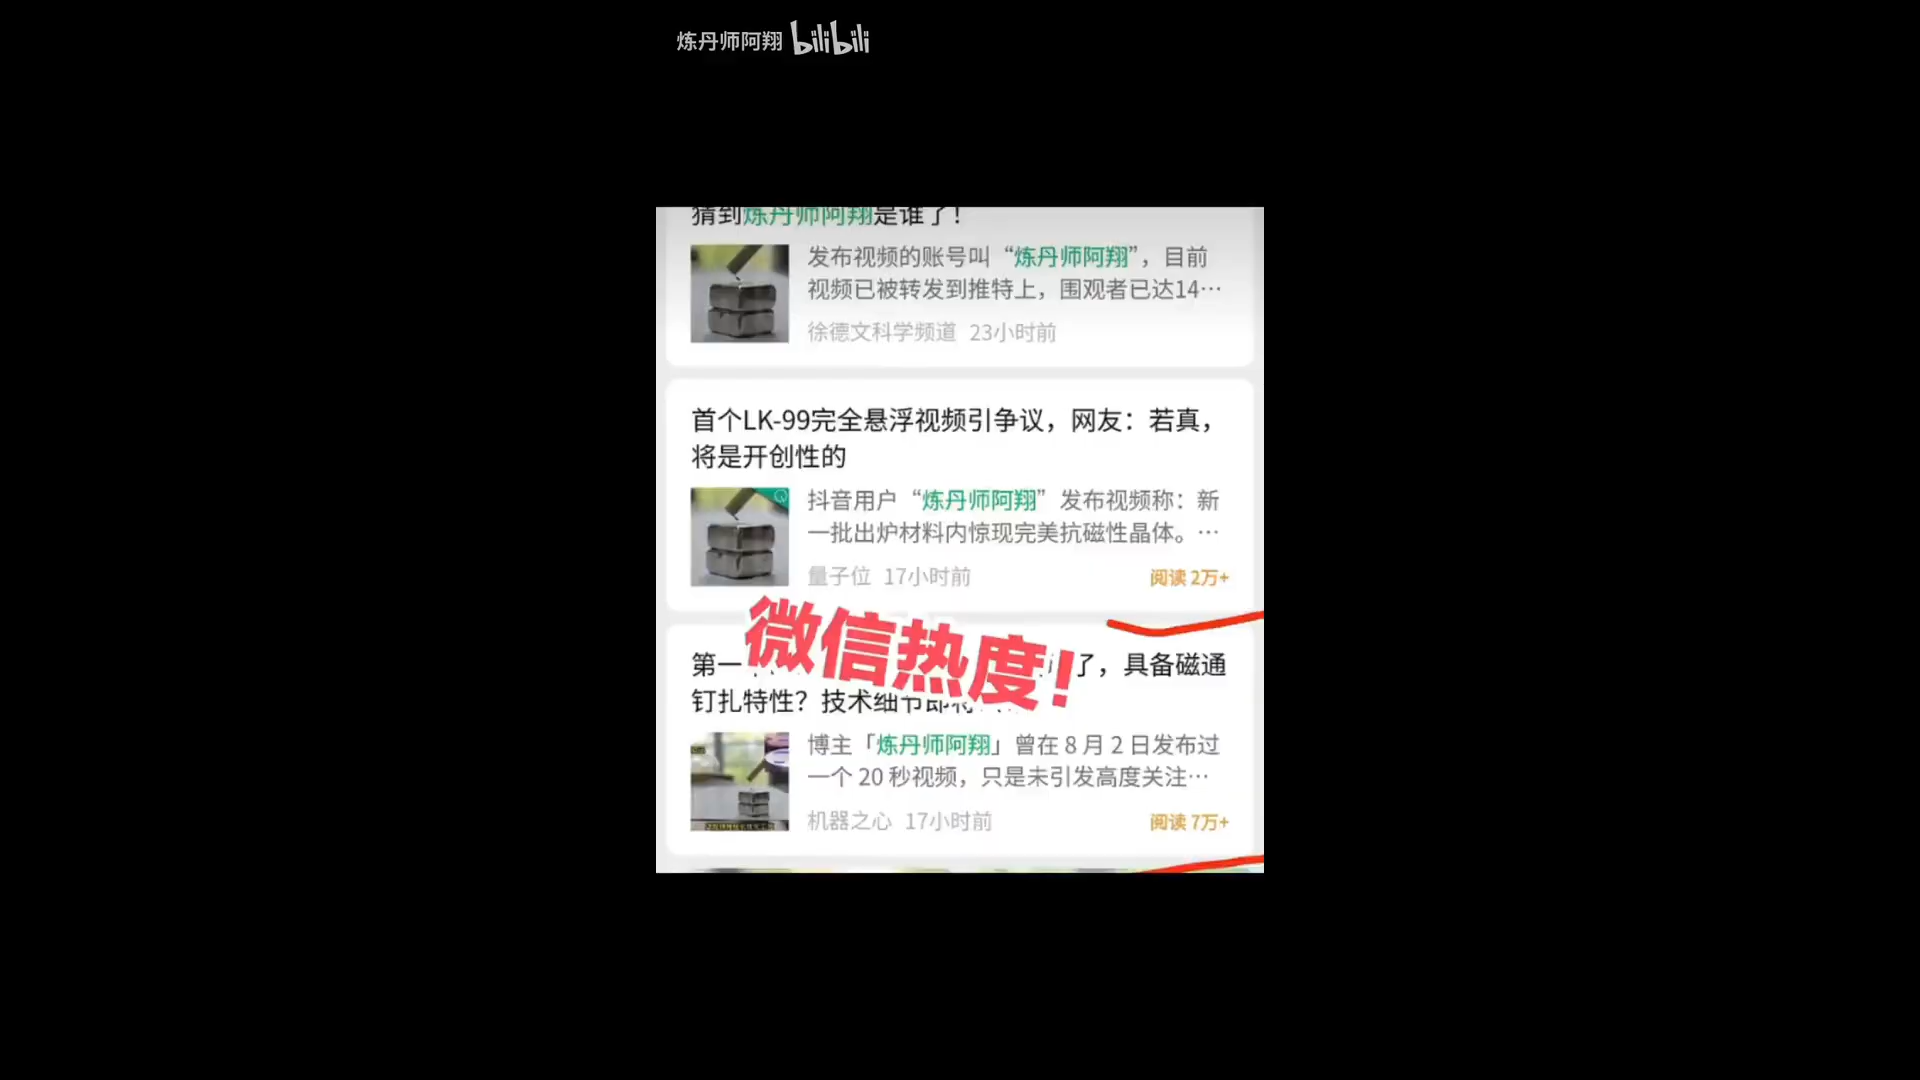 炼丹师阿翔 bilibili
猜到炼丹师阿翔是谁了！
发布视频的账号叫“炼丹师阿翔”，目前
视频已被转发到推特上，围观者已达14…
徐德文科学频道 23小时前
首个LK-99完全悬浮视频引争议，网友：若真，
将是开创性的
抖音用户“炼丹师阿翔”发布视频称：新
一批出炉材料内惊现完美抗磁性晶体。…
量子位 17小时前
阅读 2万+
微信热度！
第一 了，具备磁通
钉扎特性？技术细节即将
博主「炼丹师阿翔」曾在 8 月 2 日发布过
一个 20 秒视频，只是未引发高度关注…
机器之心 17小时前
阅读 7万+